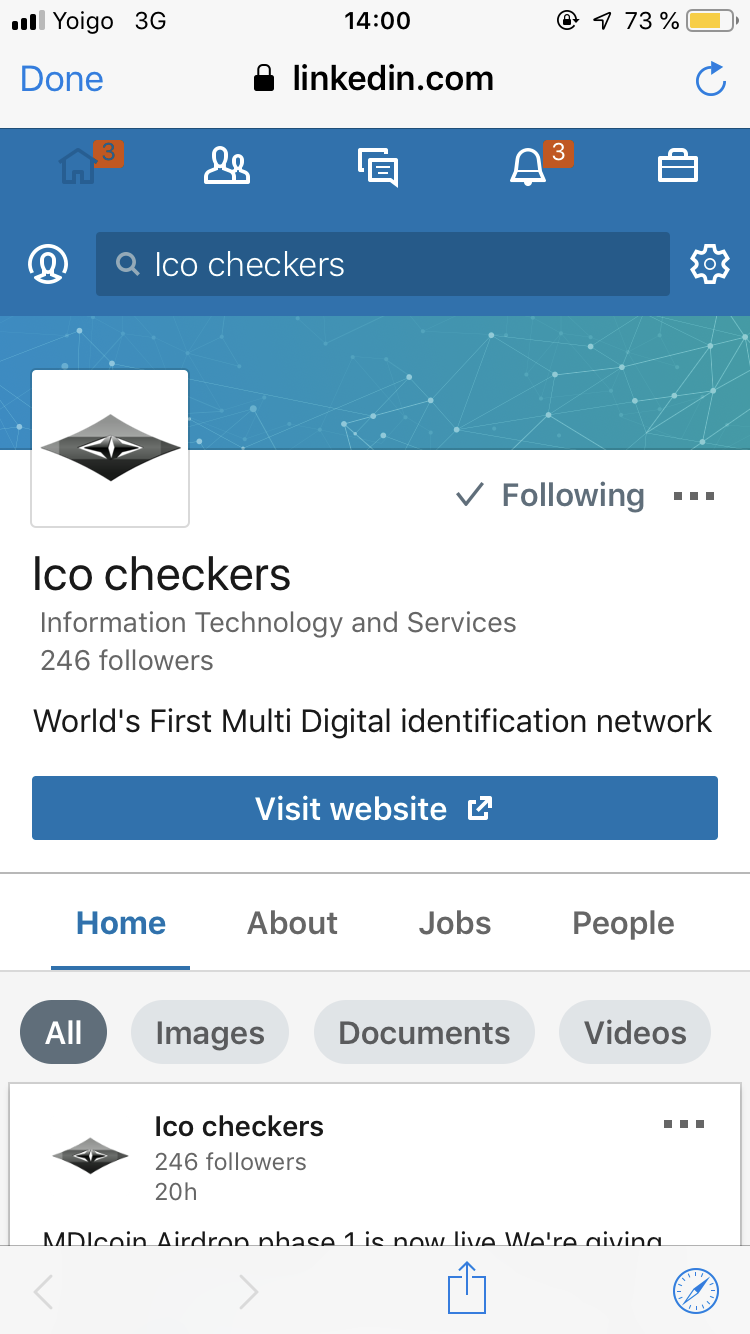 Yoigo 3G 14:00 73 %
Done linkedin.com
3 3
Ico checkers
Following
Ico checkers
Information Technology and Services
246 followers
World's First Multi Digital identification network
Visit website
Home About Jobs People
All Images Documents Videos
Ico checkers
246 followers
20h
MDIcoin Airdrop phase 1 is now live We're giving